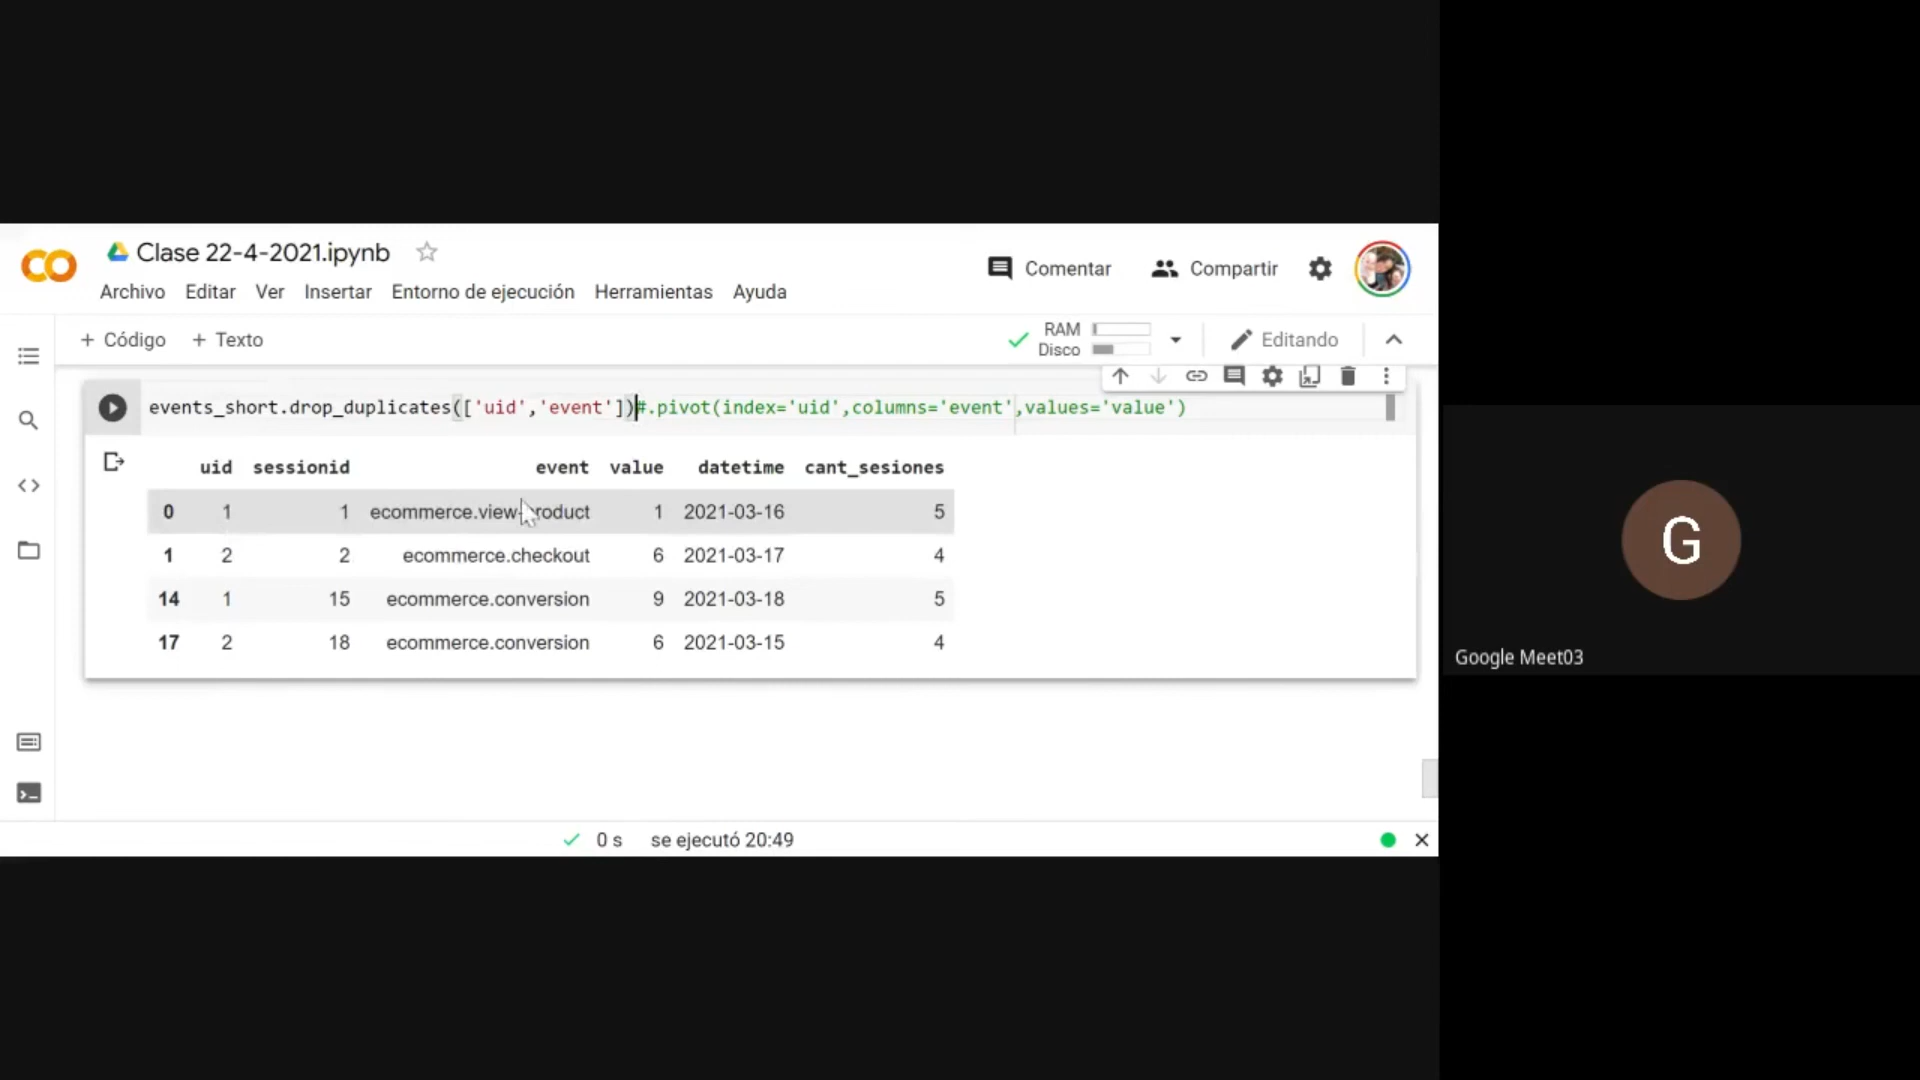 Clase 22-4-2021.ipynb
Comentar
Compartir
Archivo Editar Ver Insertar Entorno de ejecución Herramientas Ayuda
+ Código + Texto
RAM
Disco
Editando
events_short.drop_duplicates(['uid','event'])#.pivot(index='uid',columns='event',values='value')
uid sessionid event value datetime cant_sesiones
0 1 1 ecommerce.view-product 1 2021-03-16 5
1 2 2 ecommerce.checkout 6 2021-03-17 4
14 1 15 ecommerce.conversion 9 2021-03-18 5
17 2 18 ecommerce.conversion 6 2021-03-15 4
0 s se ejecutó 20:49
G
Google Meet03